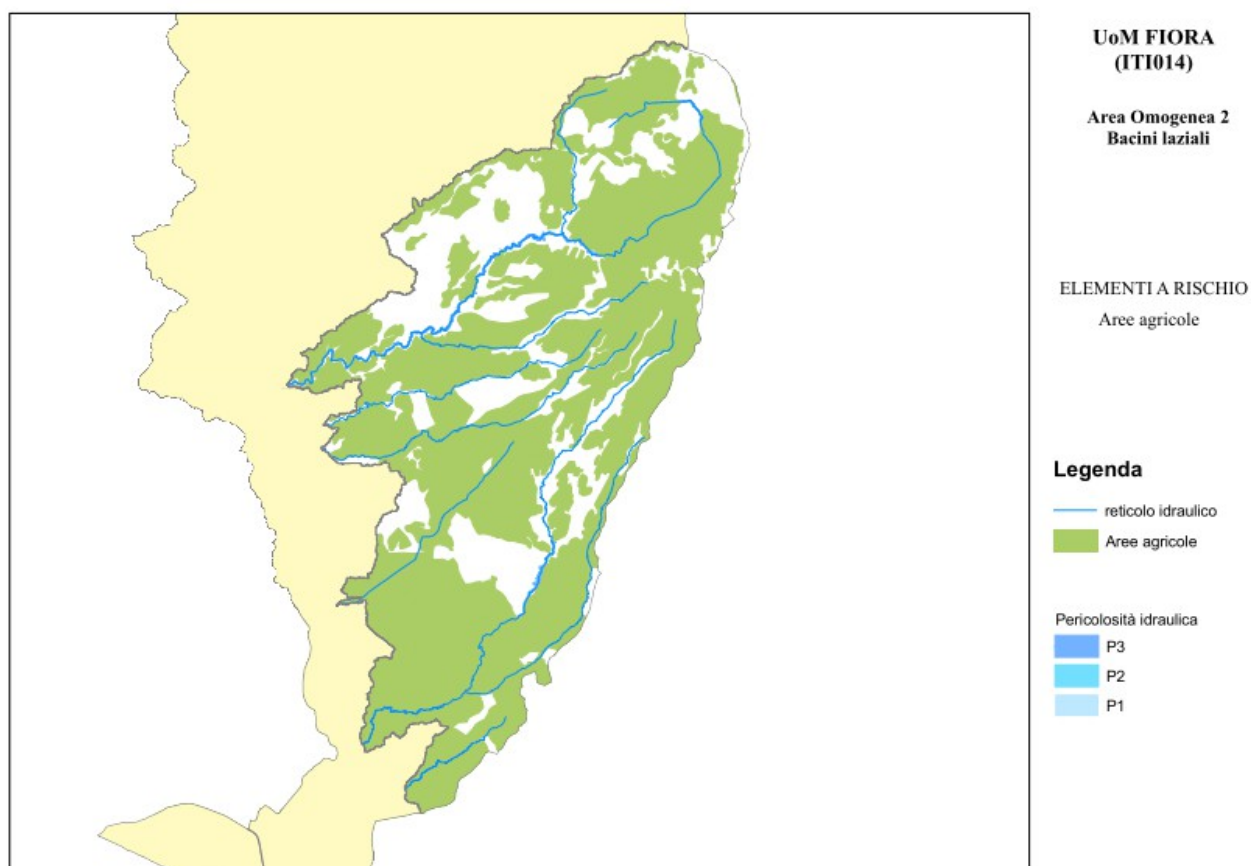 UoM FIORA
(ITI014)
Area Omogenea 2
Bacini laziali
ELEMENTI A RISCHIO
Aree agricole
Legenda
reticolo idraulico
Aree agricole
Pericolosità idraulica
P3
P2
P1